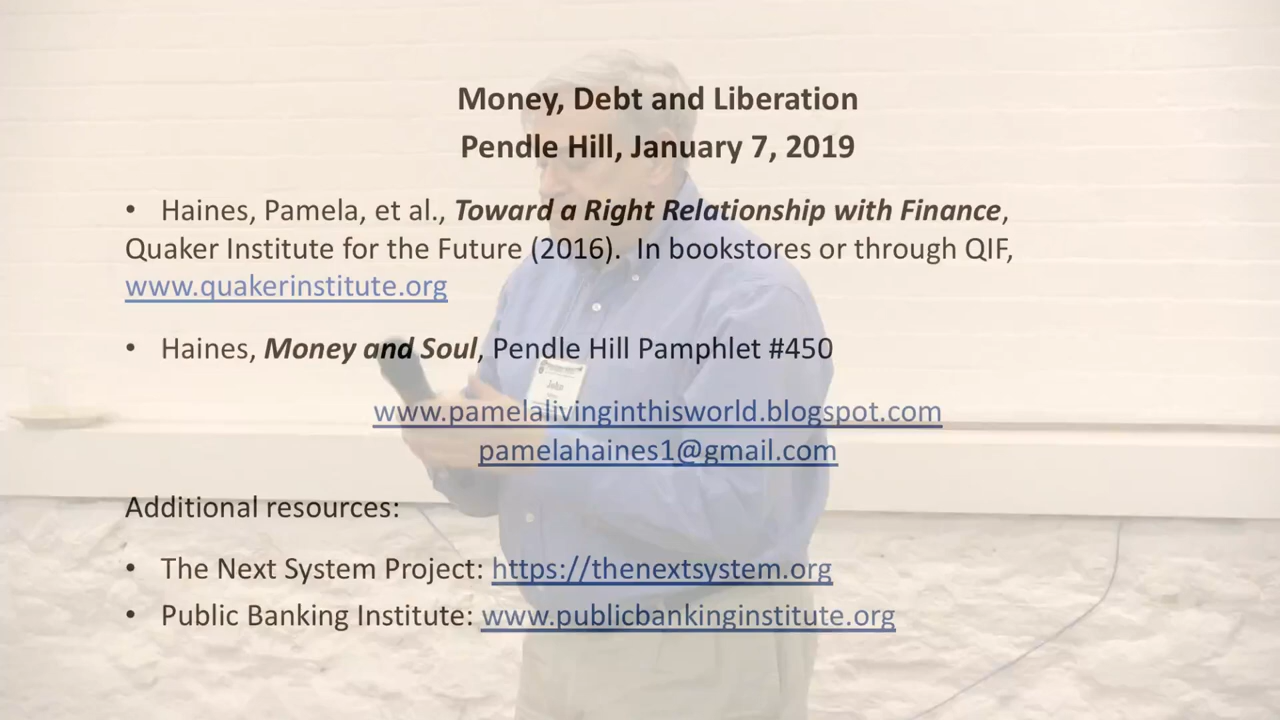 Money, Debt and Liberation
Pendle Hill, January 7, 2019
• Haines, Pamela, et al., Toward a Right Relationship with Finance,
Quaker Institute for the Future (2016). In bookstores or through QIF,
www.quakerinstitute.org
• Haines, Money and Soul, Pendle Hill Pamphlet #450
John
www.pamelalivinginthisworld.blogspot.com
pamelahaines1@gmail.com
Additional resources:
• The Next System Project: https://thenextsystem.org
• Public Banking Institute: www.publicbankinginstitute.org